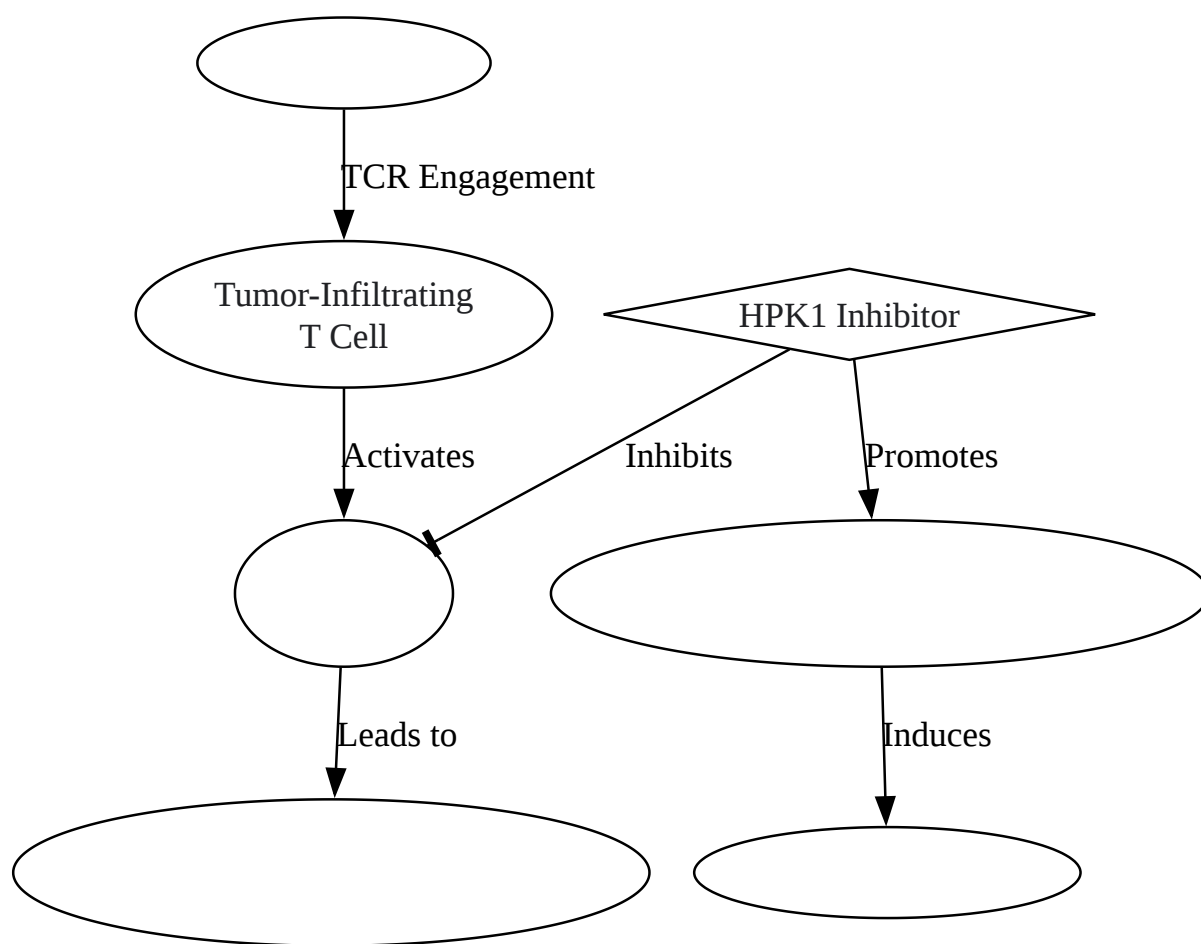 TCR Engagement
Tumor-Infiltrating
T Cell
HPK1 Inhibitor
Activates
Inhibits
Promotes
Leads to
Induces